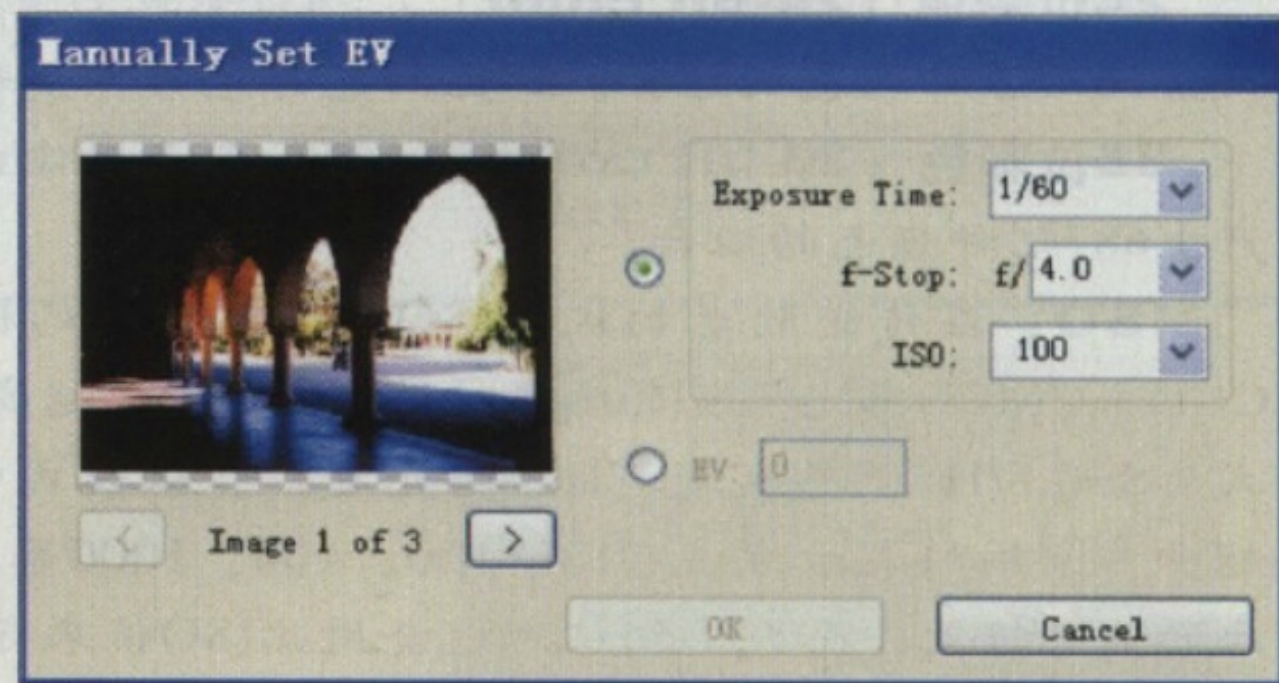 Manually Set EV
Exposure Time: 1/60
f-Stop: f/ 4.0
ISO: 100
EV: 0
< Image 1 of 3 >
OK Cancel